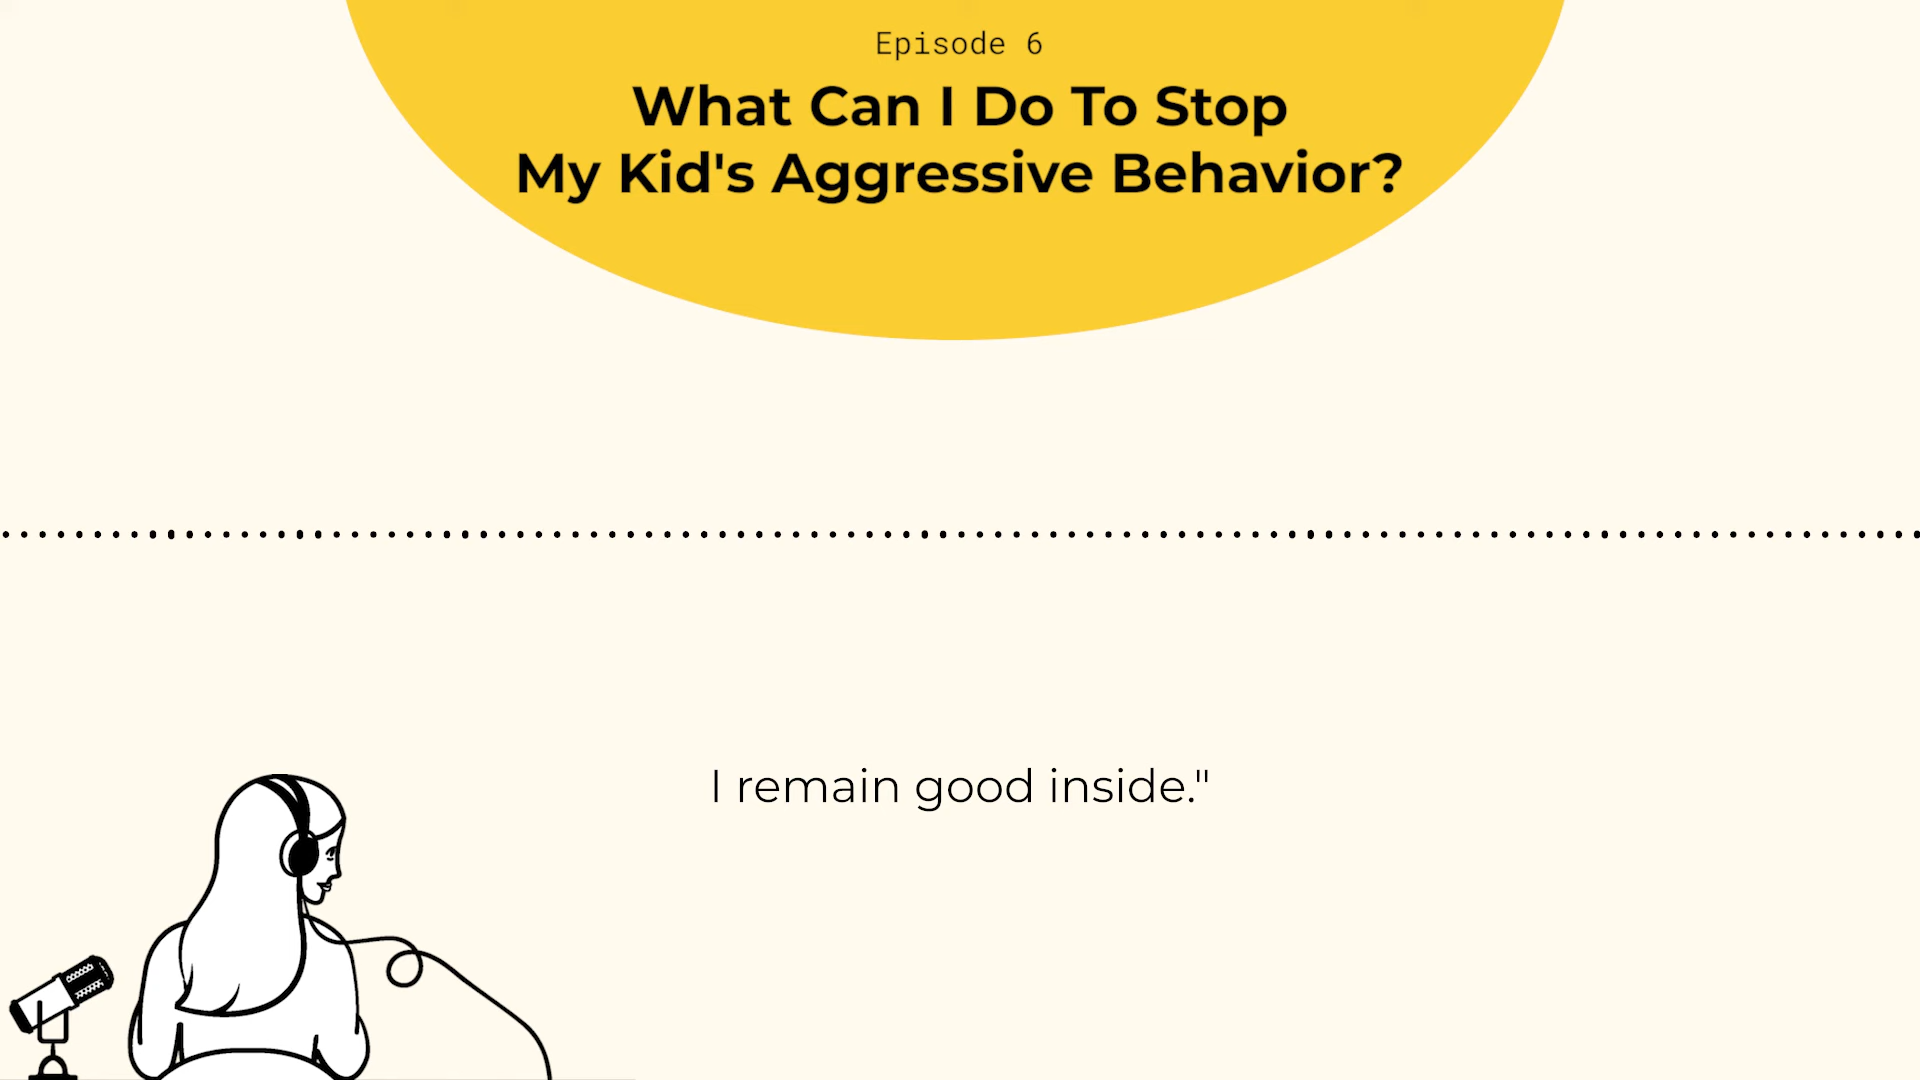 Episode 6
What Can I Do To Stop
My Kid's Aggressive Behavior?
I remain good inside."